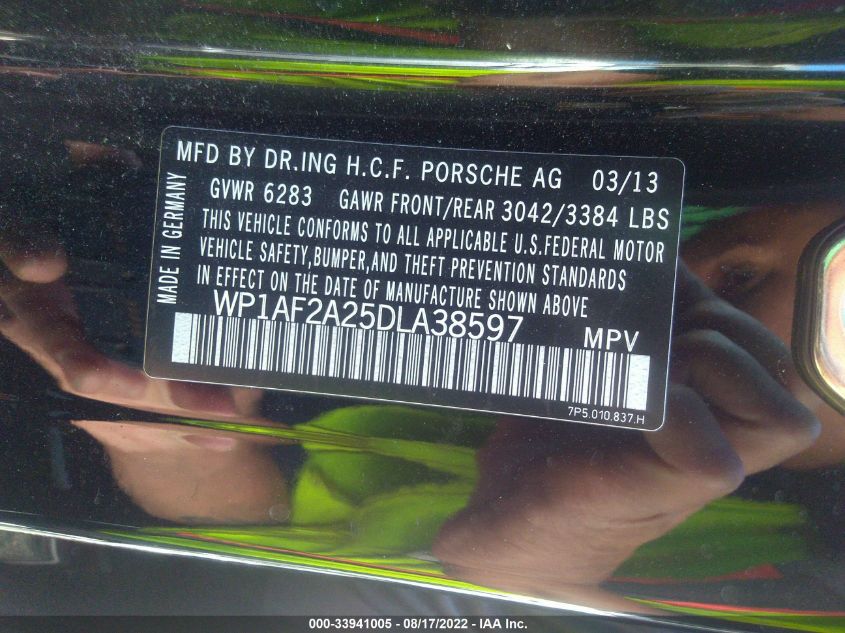 MFD BY DR.ING H.C.F. PORSCHE AG 03/13
GVWR 6283 GAWR FRONT/REAR 3042/3384 LBS
THIS VEHICLE CONFORMS TO ALL APPLICABLE U.S.FEDERAL MOTOR
VEHICLE SAFETY,BUMPER,AND THEFT PREVENTION STANDARDS
IN EFFECT ON THE DATE OF MANUFACTURE SHOWN ABOVE
WP1AF2A25DLA38597 MPV
7P5.010.837.H
MADE IN GERMANY
000-33941005 - 08/17/2022 - IAA Inc.